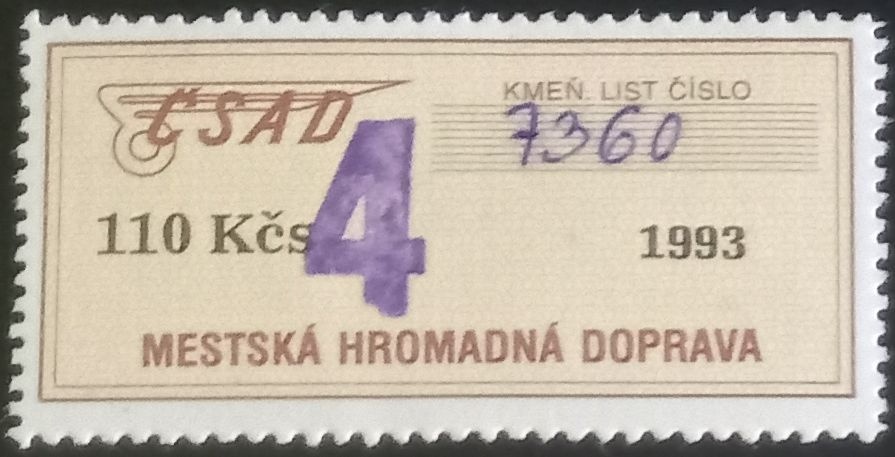 ČSAD
KMEŇ. LIST ČÍSLO
7360
4
110 Kčs
1993
MESTSKÁ HROMADNÁ DOPRAVA